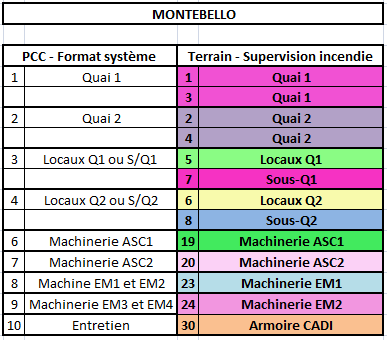 MONTEBELLO
PCC - Format système Terrain - Supervision incendie
1 Quai 1 1 Quai 1
3 Quai 1
2 Quai 2 2 Quai 2
4 Quai 2
3 Locaux Q1 ou S/Q1 5 Locaux Q1
7 Sous-Q1
4 Locaux Q2 ou S/Q2 6 Locaux Q2
8 Sous-Q2
6 Machinerie ASC1 19 Machinerie ASC1
7 Machinerie ASC2 20 Machinerie ASC2
8 Machine EM1 et EM2 23 Machinerie EM1
9 Machinerie EM3 et EM4 24 Machinerie EM2
10 Entretien 30 Armoire CADI